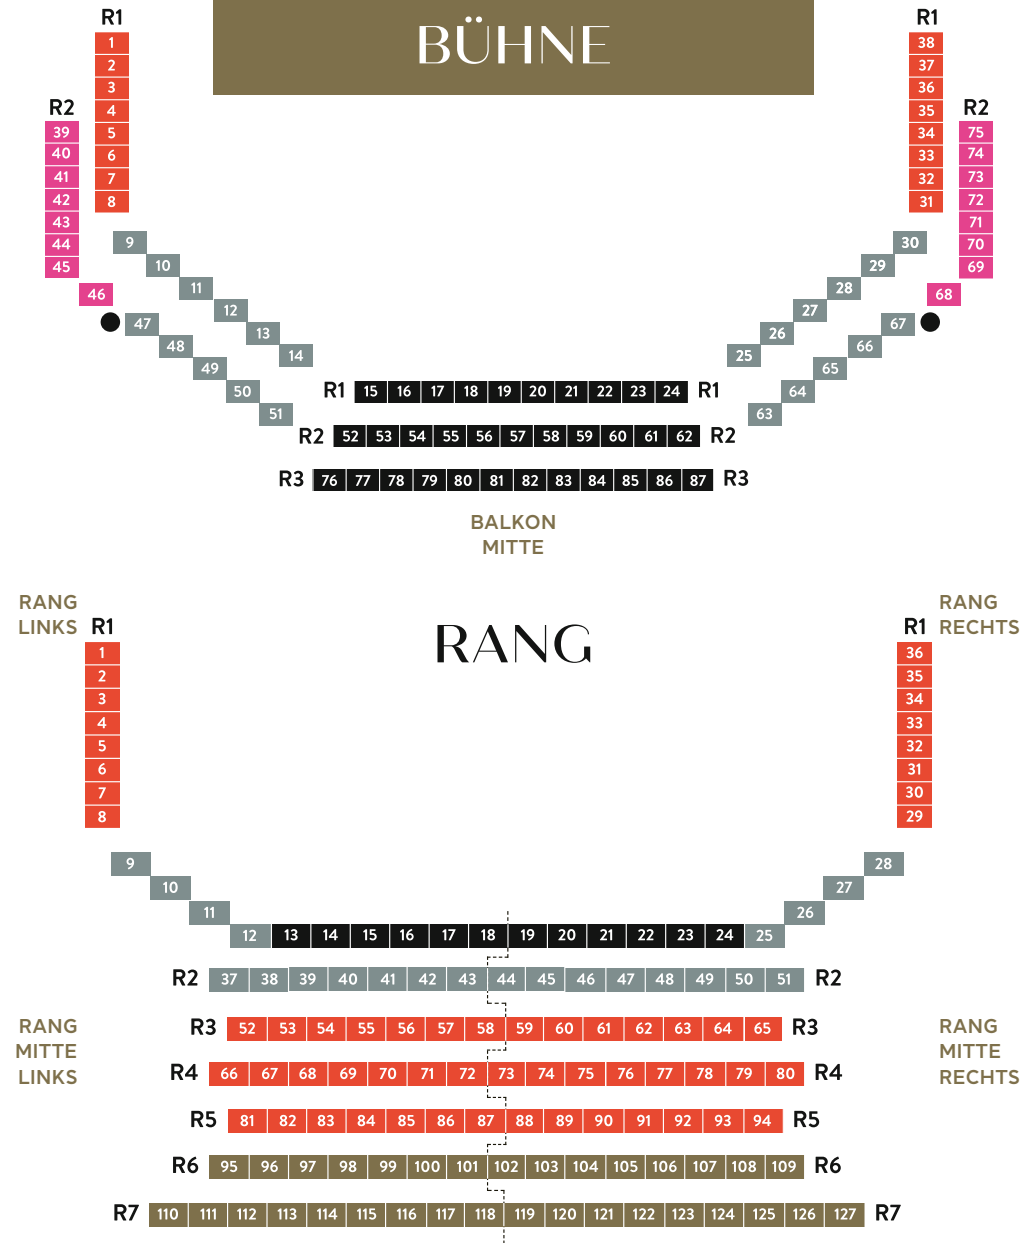 R1 BÜHNE R1
1 38
2 37
3 36
R2 4 35 R2
39 5 34 75
40 6 33 74
41 7 32 73
42 8 31 72
43 71
44 9 30 70
45 10 29 69
46 11 28 68
47 12 27 67
48 13 26 66
49 14 25 65
50 R1 15 16 17 18 19 20 21 22 23 24 R1 64
51 63
R2 52 53 54 55 56 57 58 59 60 61 62 R2
R3 76 77 78 79 80 81 82 83 84 85 86 87 R3
BALKON
MITTE
RANG
LINKS
RANG
RECHTS
RANG
R1 R1
1 36
2 35
3 34
4 33
5 32
6 31
7 30
8 29
9 28
10 27
11 26
12 13 14 15 16 17 18 19 20 21 22 23 24 25
R2 37 38 39 40 41 42 43 44 45 46 47 48 49 50 51 R2
RANG
MITTE
LINKS
RANG
MITTE
RECHTS
R3 52 53 54 55 56 57 58 59 60 61 62 63 64 65 R3
R4 66 67 68 69 70 71 72 73 74 75 76 77 78 79 80 R4
R5 81 82 83 84 85 86 87 88 89 90 91 92 93 94 R5
R6 95 96 97 98 99 100 101 102 103 104 105 106 107 108 109 R6
R7 110 111 112 113 114 115 116 117 118 119 120 121 122 123 124 125 126 127 R7